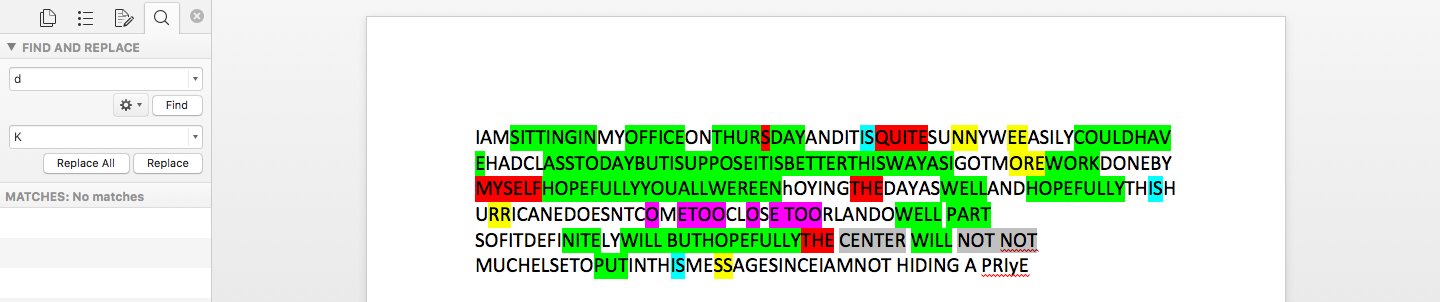 FIND AND REPLACE
d
Find
K
Replace All Replace
MATCHES: No matches
IAMSITTINGINMYOFFICEONTHURSDAYANDITISQUITESUNNYWEEASILYCOULDHAV
EHADCLASSTODAYBUTISUPPOSEITISBETTERTHISWAYASIGOTMOREWORKDONEBY
MYSELFHOPEFULLYYOUALLWEREENhOYINGTHEDAYASWELLANDHOPEFULLYTHISH
URRICANEDOESNTCOMETOOCLOSE TOORLANDOWELL PART
SOFITDEFINITELYWILL BUTHOPEFULLYTHE CENTER WILL NOT NOT
MUCHELSETOPUTINTHISMESSAGESINCEIAMNOT HIDING A PRIyE